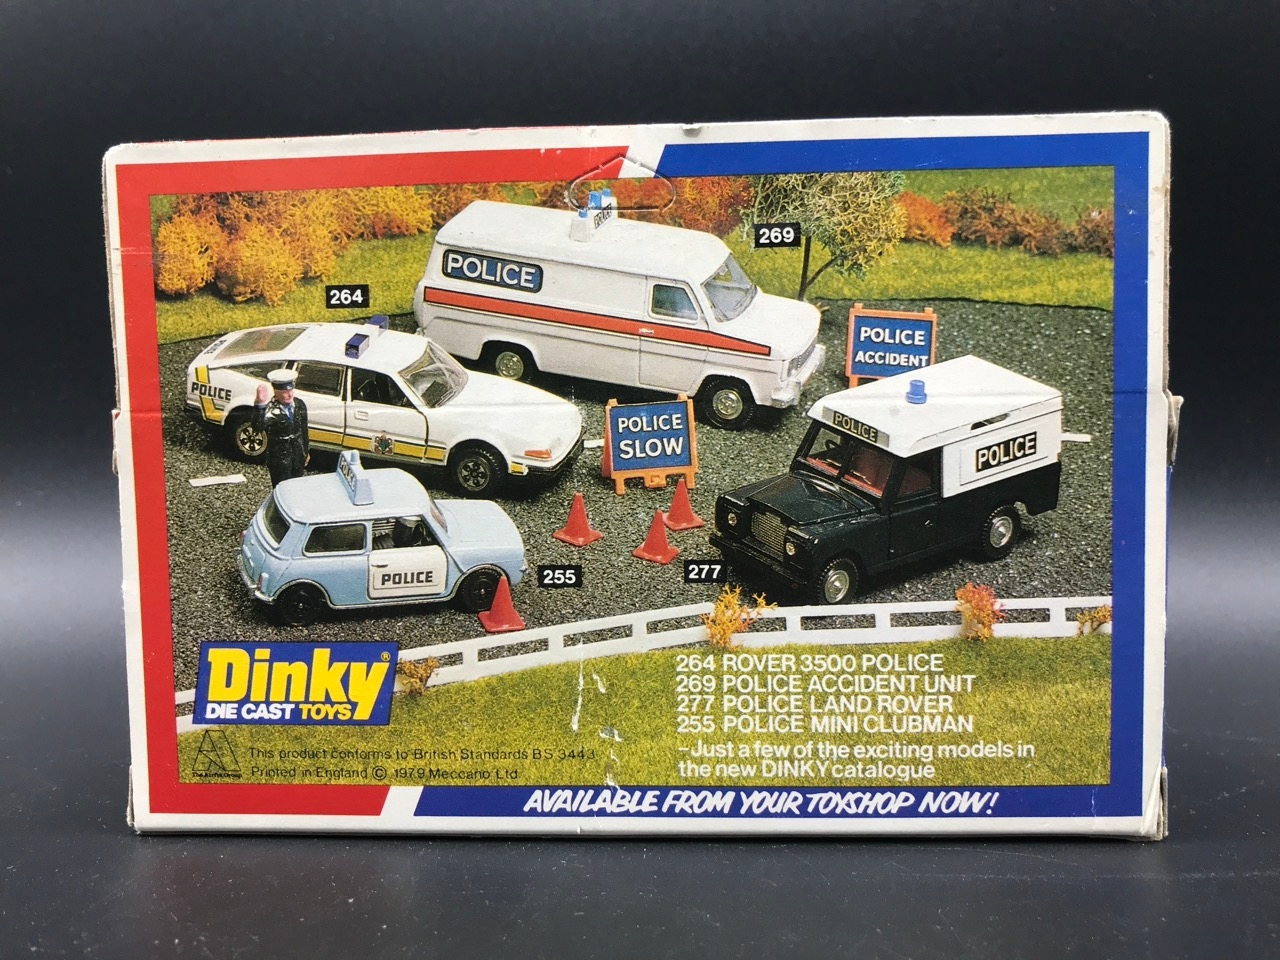 269
POLICE
POLICE
264
POLICE
ACCIDENT
POLICE
POLICE
SLOW
POLICE
POLICE
POLICE
POLICE
255
277
Dinky®
DIE CAST TOYS
264 ROVER 3500 POLICE
269 POLICE ACCIDENT UNIT
277 POLICE LAND ROVER
255 POLICE MINI CLUBMAN
–Just a few of the exciting models in
the new DINKY catalogue
This product conforms to British Standards BS 3443
Printed in England © 1979 Meccano Ltd
AVAILABLE FROM YOUR TOYSHOP NOW!